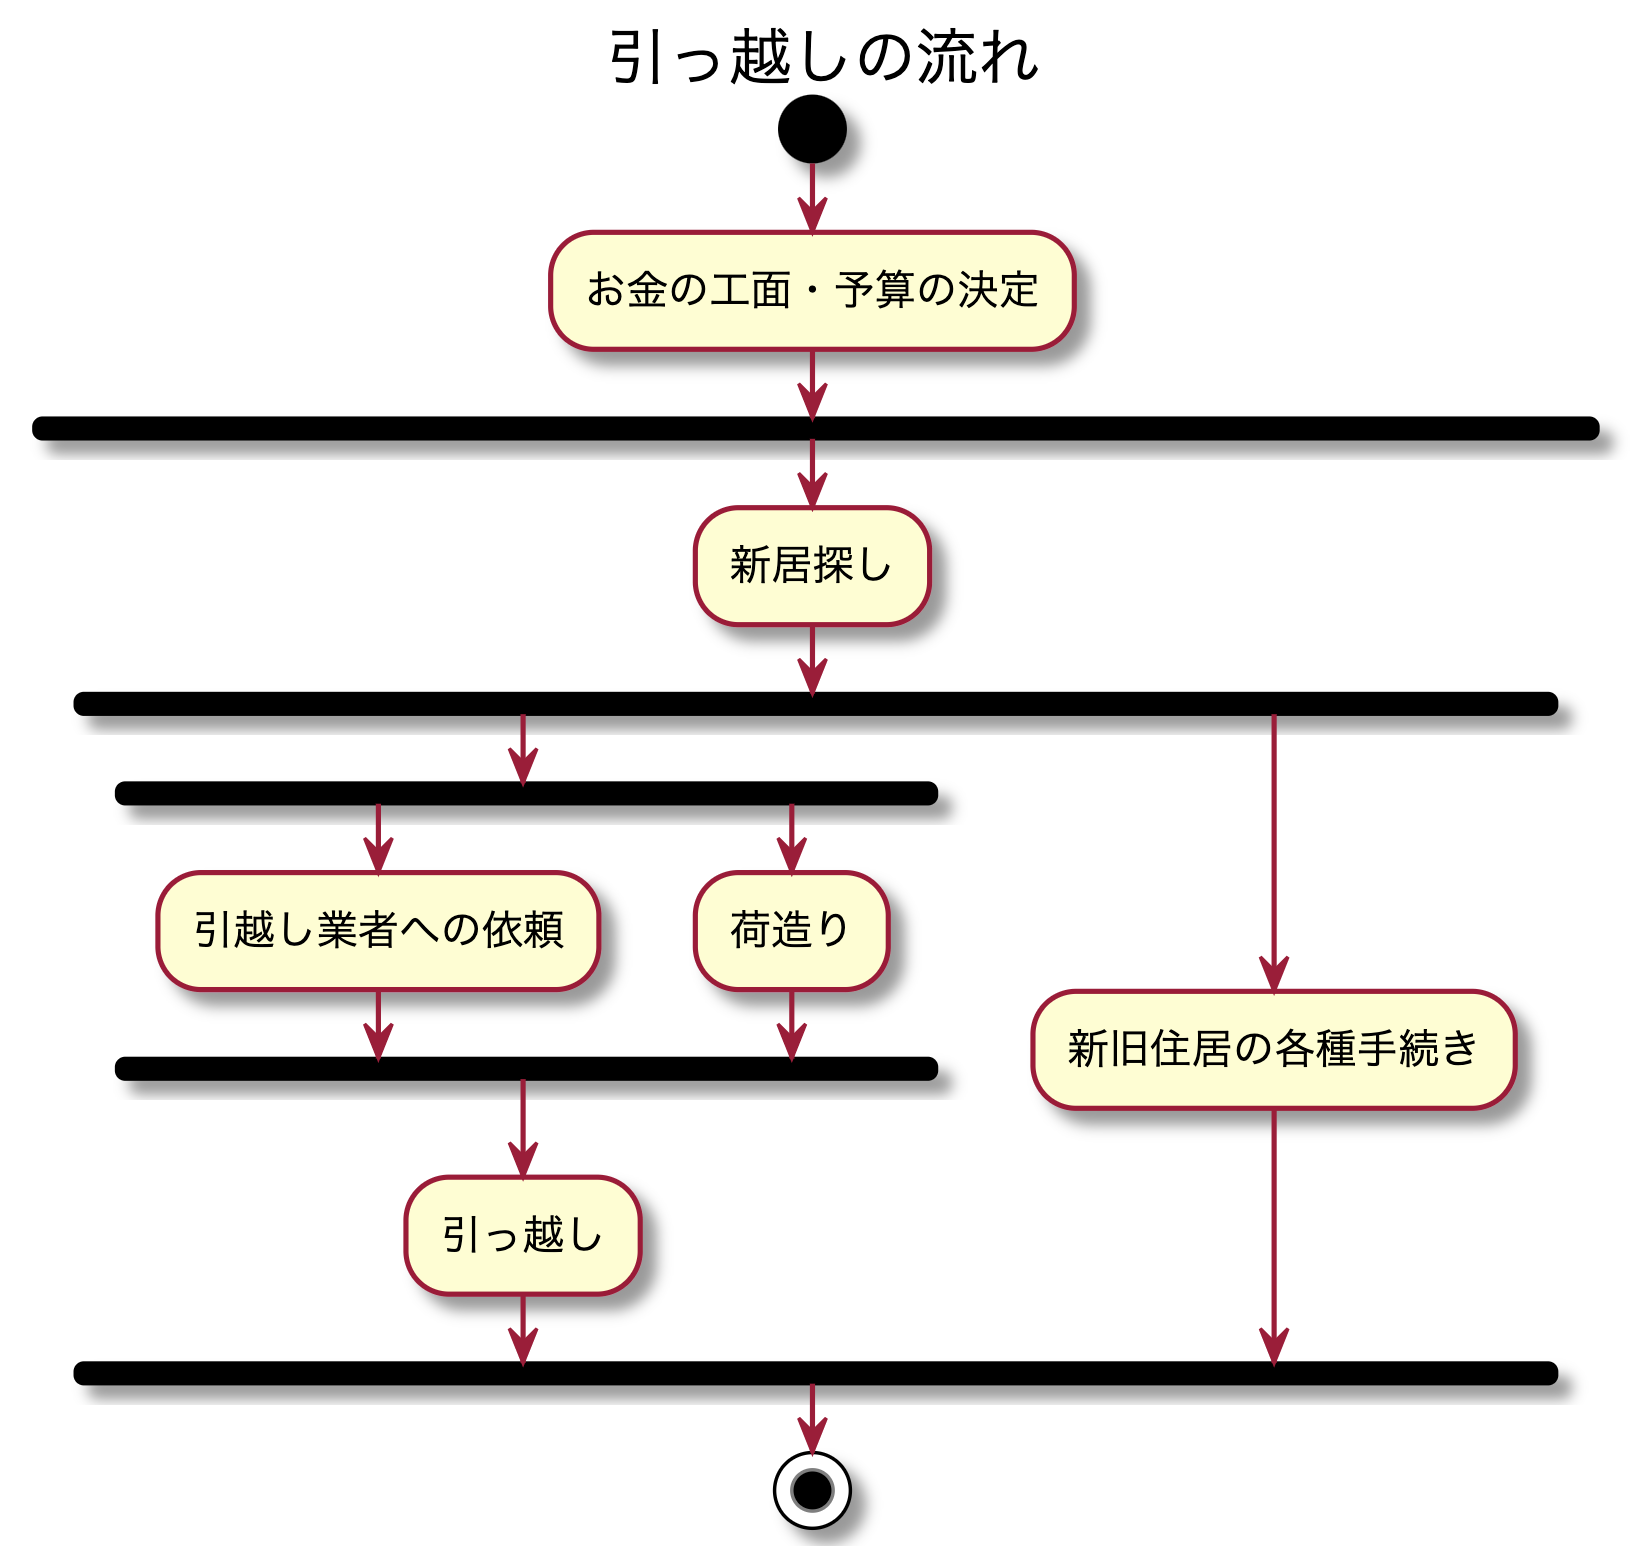 引っ越しの流れ
お金の工面・予算の決定
新居探し
引越し業者への依頼
荷造り
新旧住居の各種手続き
引っ越し